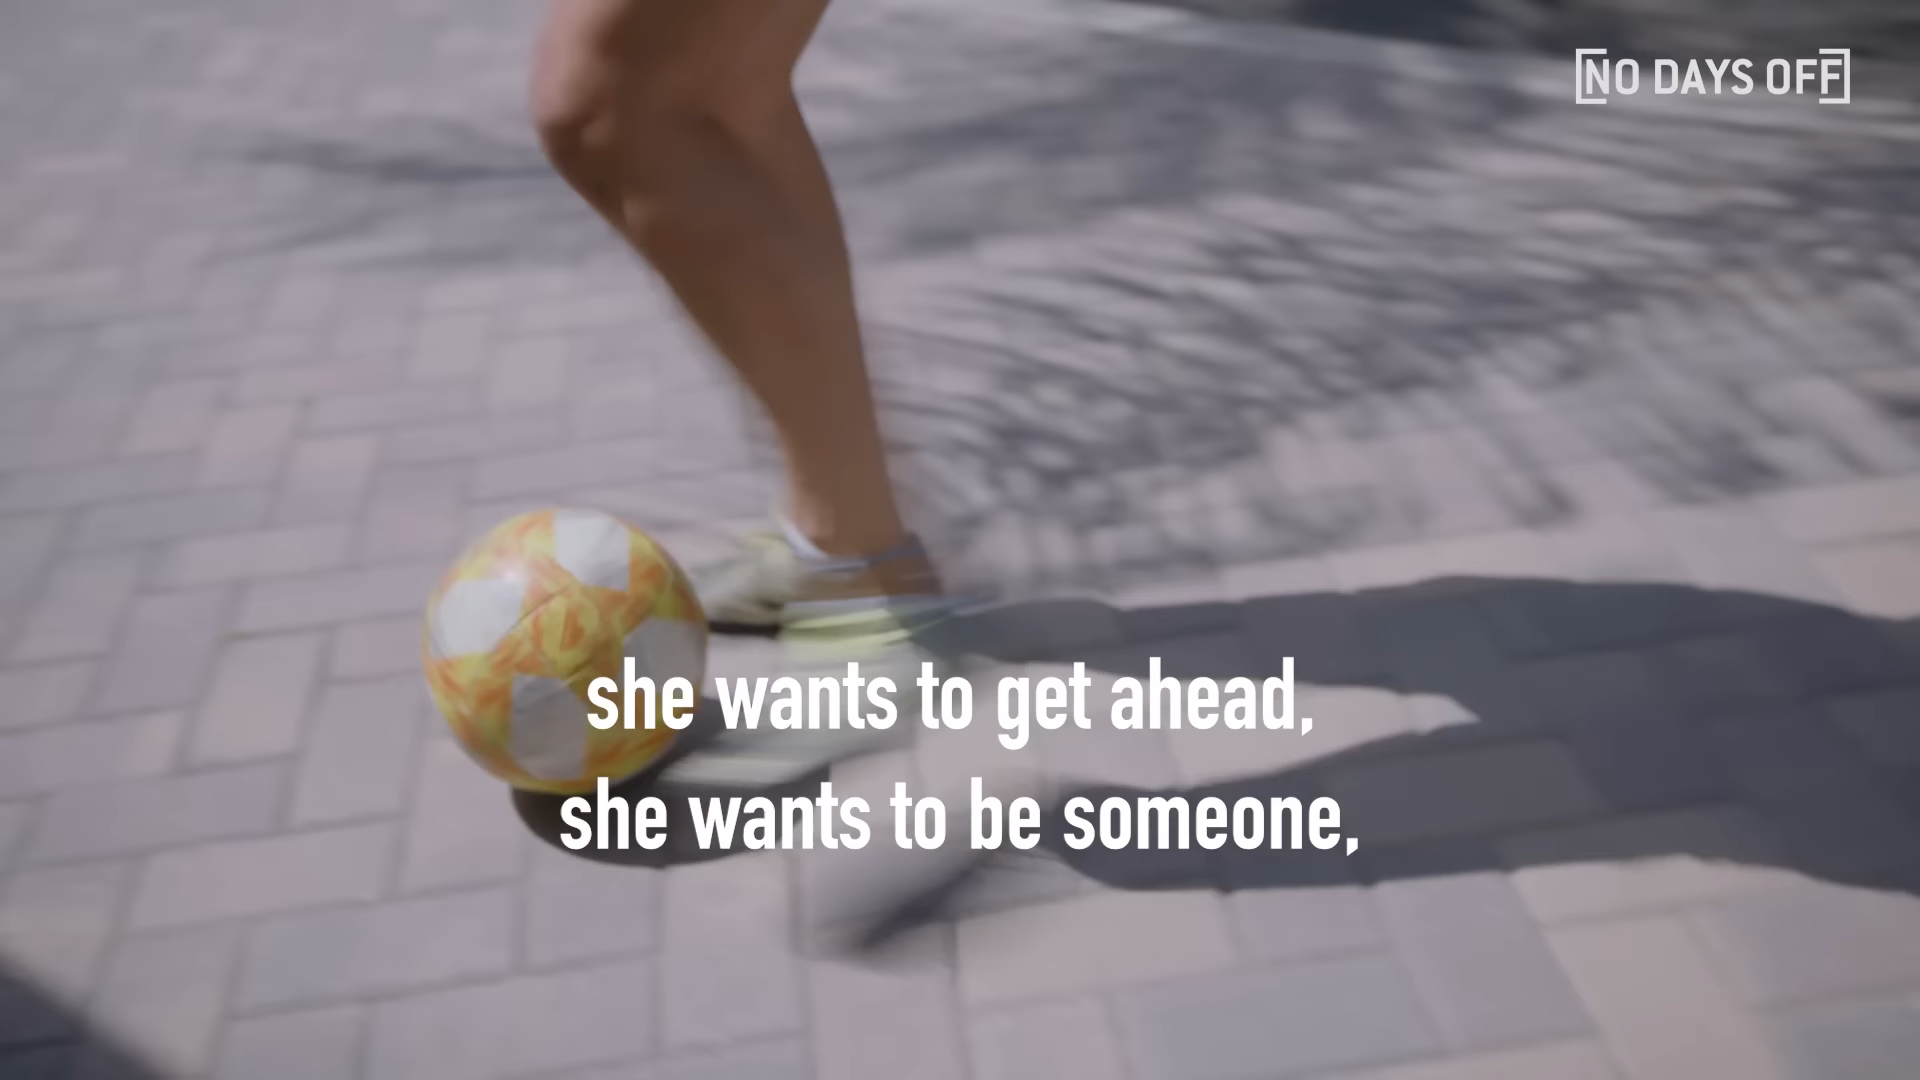 [NO DAYS OFF]
she wants to get ahead,
she wants to be someone,